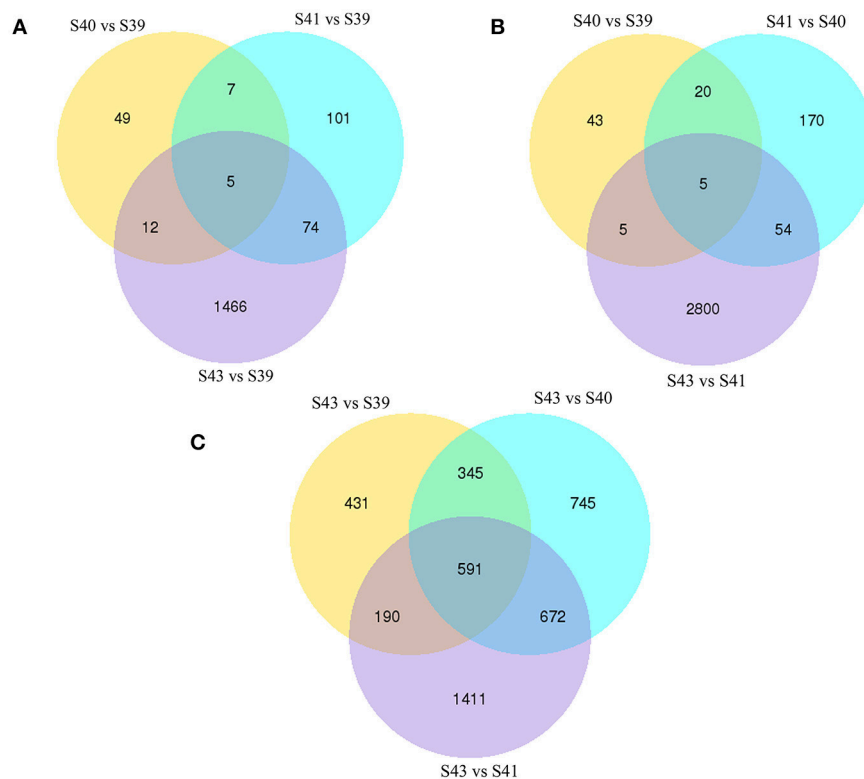 A
S40 vs S39
S41 vs S39
7
49
101
5
12
74
1466
S43 vs S39
B
S40 vs S39
S41 vs S40
20
43
170
5
5
54
2800
S43 vs S41
C
S43 vs S39
S43 vs S40
345
431
745
591
190
672
1411
S43 vs S41